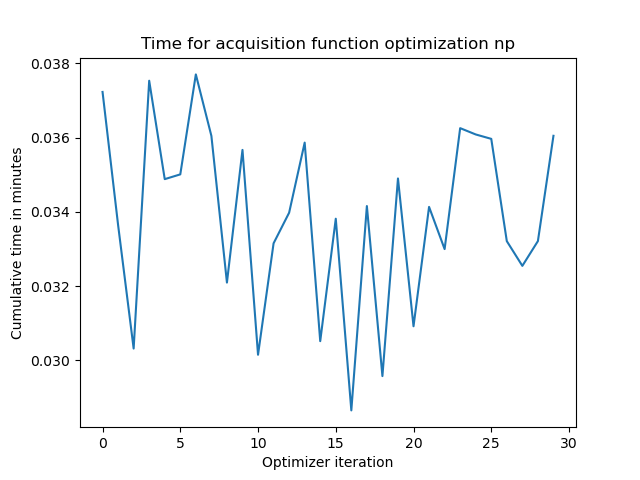 Time for acquisition function optimization np
0.038
0.036
0.034
0.032
0.030
Cumulative time in minutes
0 5 10 15 20 25 30
Optimizer iteration